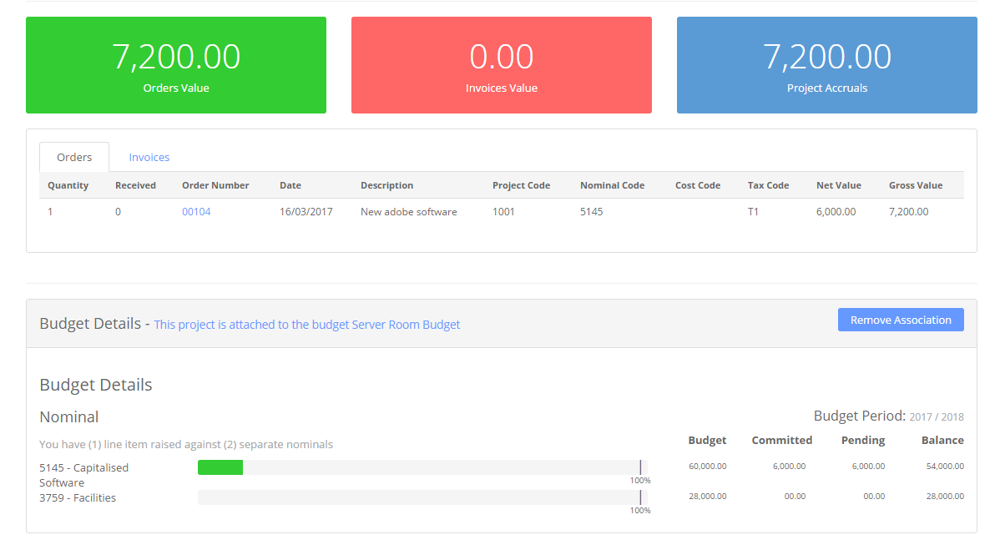 7,200.00
Orders Value
0.00
Invoices Value
7,200.00
Project Accruals
Orders Invoices
Quantity Received Order Number Date Description Project Code Nominal Code Cost Code Tax Code Net Value Gross Value
1 0 00104 16/03/2017 New adobe software 1001 5145 T1 6,000.00 7,200.00
Budget Details - This project is attached to the budget Server Room Budget
Remove Association
Budget Details
Nominal
Budget Period: 2017 / 2018
You have (1) line item raised against (2) separate nominals
Budget Committed Pending Balance
5145 - Capitalised
Software
100%
60,000.00 6,000.00 6,000.00 54,000.00
3759 - Facilities
100%
28,000.00 00.00 00.00 28,000.00